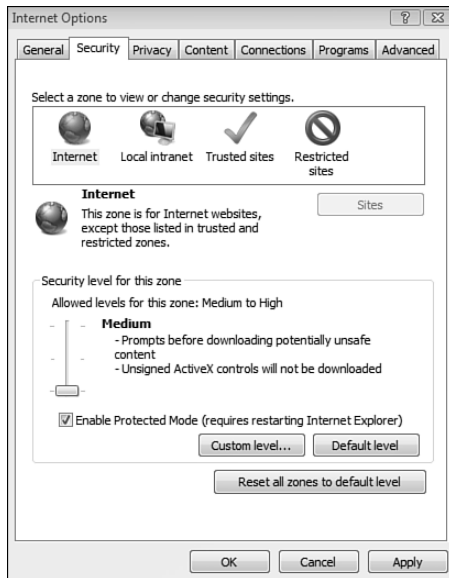 Internet Options
General Security Privacy Content Connections Programs Advanced
Select a zone to view or change security settings.
Internet Local intranet Trusted sites Restricted
sites
Internet
Sites
This zone is for Internet websites,
except those listed in trusted and
restricted zones.
Security level for this zone
Allowed levels for this zone: Medium to High
Medium
- Prompts before downloading potentially unsafe
content
- Unsigned ActiveX controls will not be downloaded
Enable Protected Mode (requires restarting Internet Explorer)
Custom level... Default level
Reset all zones to default level
OK Cancel Apply